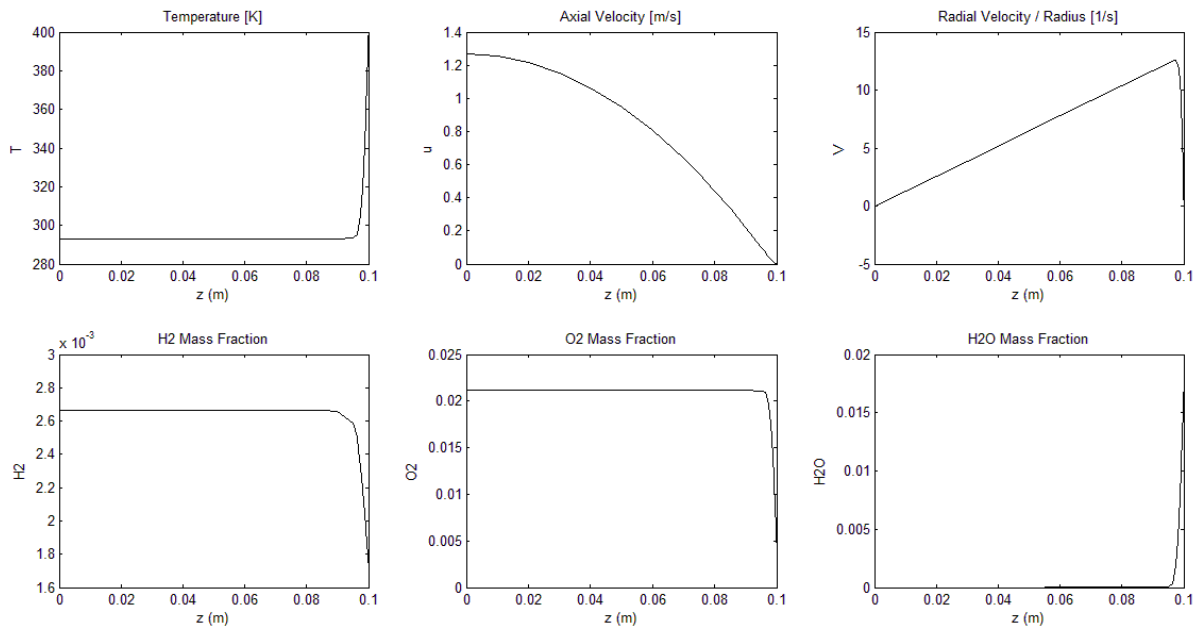 Temperature [K]
400
380
360
340
320
300
280
T
0 0.02 0.04 0.06 0.08 0.1
z (m)
Axial Velocity [m/s]
1.4
1.2
1
0.8
0.6
0.4
0.2
0
u
0 0.02 0.04 0.06 0.08 0.1
z (m)
Radial Velocity / Radius [1/s]
15
10
5
0
-5
V
0 0.02 0.04 0.06 0.08 0.1
z (m)
H2 Mass Fraction
x 10-3
3
2.8
2.6
2.4
2.2
2
1.8
1.6
H2
0 0.02 0.04 0.06 0.08 0.1
z (m)
O2 Mass Fraction
0.025
0.02
0.015
0.01
0.005
0
O2
0 0.02 0.04 0.06 0.08 0.1
z (m)
H2O Mass Fraction
0.02
0.015
0.01
0.005
0
H2O
0 0.02 0.04 0.06 0.08 0.1
z (m)